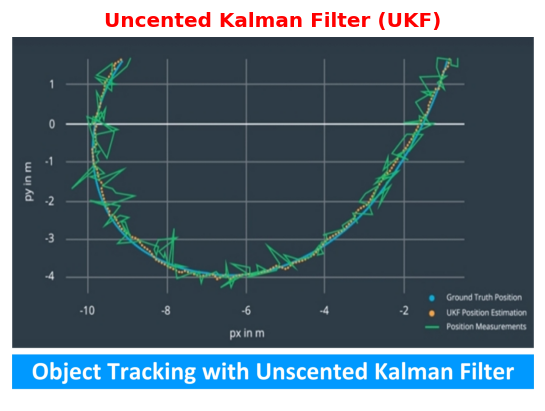 Uncented Kalman Filter (UKF)
1
0
-1
-2
-3
-4
py in m
-10
-8
-6
-4
-2
px in m
Ground Truth Position
UKF Position Estimation
Position Measurements
Object Tracking with Unscented Kalman Filter